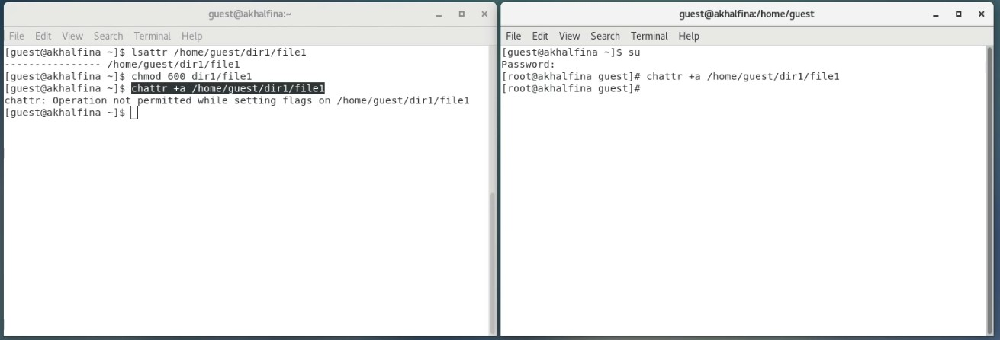 guest@akhalfina:~
File Edit View Search Terminal Help
[guest@akhalfina ~]$ lsattr /home/guest/dir1/file1
---------------- /home/guest/dir1/file1
[guest@akhalfina ~]$ chmod 600 dir1/file1
[guest@akhalfina ~]$ chattr +a /home/guest/dir1/file1
chattr: Operation not permitted while setting flags on /home/guest/dir1/file1
[guest@akhalfina ~]$
guest@akhalfina:/home/guest
File Edit View Search Terminal Help
[guest@akhalfina ~]$ su
Password:
[root@akhalfina guest]# chattr +a /home/guest/dir1/file1
[root@akhalfina guest]#